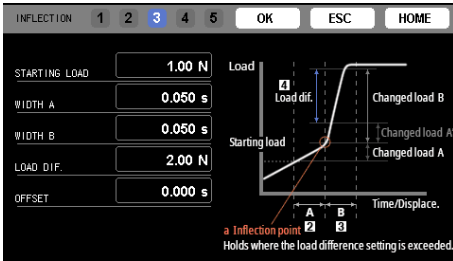 INFLECTION 1 2 3 4 5 OK ESC HOME
STARTING LOAD 1.00 N
WIDTH A 0.050 s
WIDTH B 0.050 s
LOAD DIF. 2.00 N
OFFSET 0.000 s
Load
4
Load dif.
Changed load B
Changed load A'
Starting load
Changed load A
Time/Displace.
A B
2 3
a Inflection point
Holds where the load difference setting is exceeded.